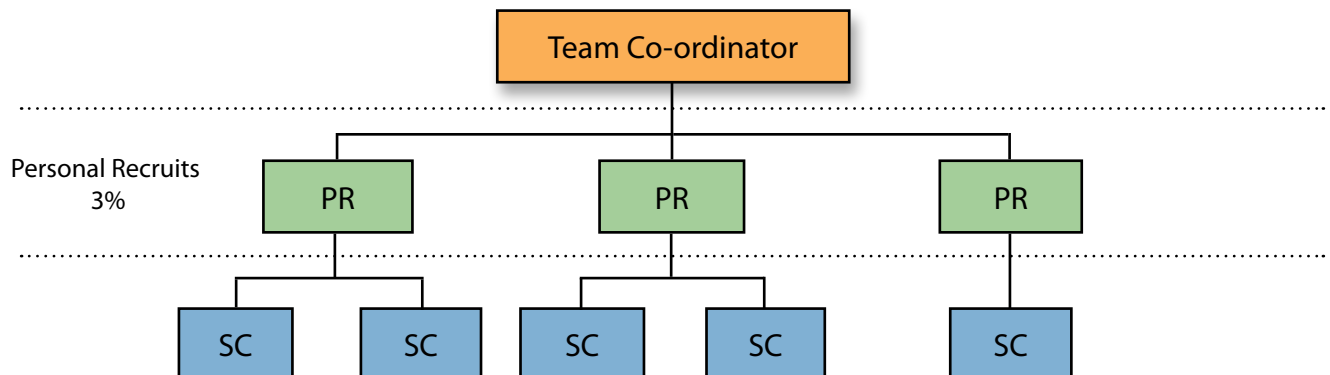 Team Co-ordinator
Personal Recruits
3%
PR PR PR
SC SC SC SC SC